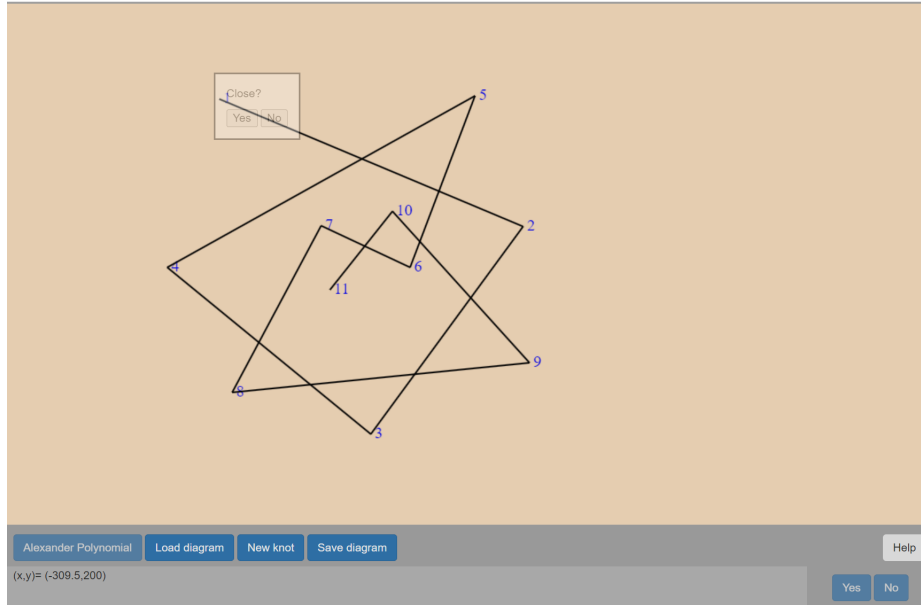 Close?
1
Yes No
5
10
7
2
4
6
11
9
8
3
Alexander Polynomial Load diagram New knot Save diagram Help
(x,y)= (-309.5,200)
Yes No